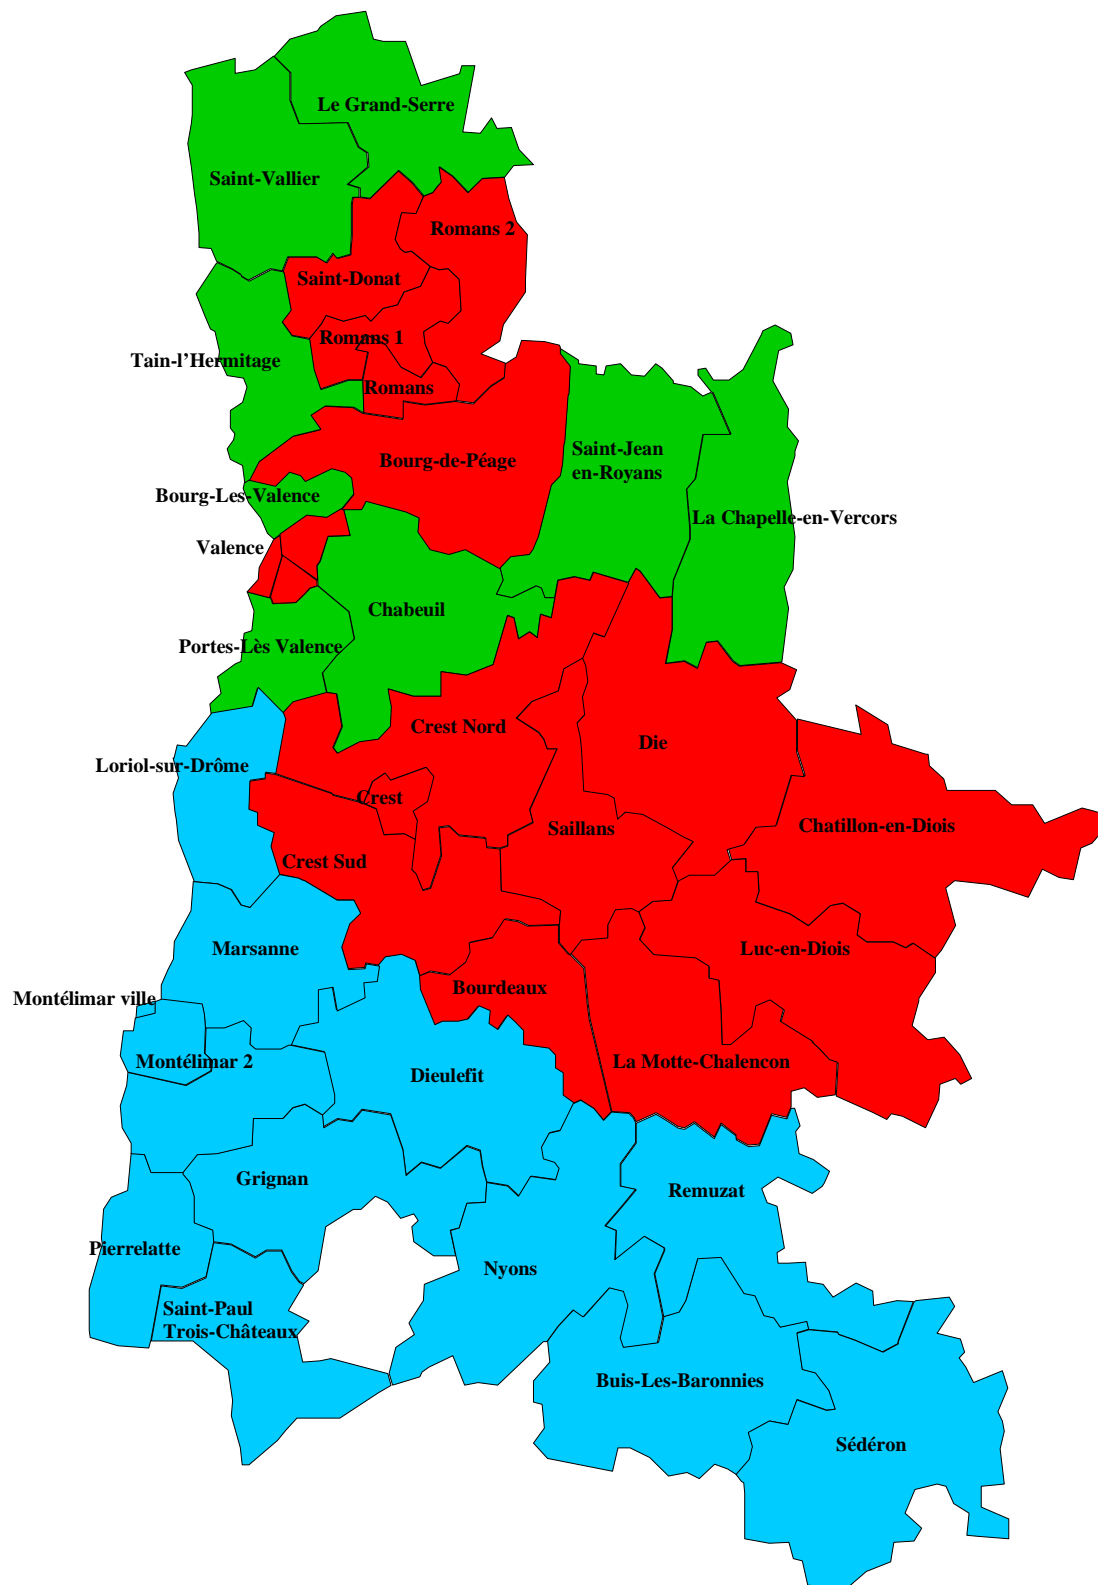 Le Grand-Serre
Saint-Vallier
Romans 2
Saint-Donat
Romans 1
Tain-l'Hermitage
Romans
Saint-Jean
en-Royans
Bourg-de-Péage
Bourg-Les-Valence
La Chapelle-en-Vercors
Valence
Chabeuil
Portes-Lès Valence
Crest Nord
Die
Loriol-sur-Drôme
Crest
Saillans
Chatillon-en-Diois
Crest Sud
Marsanne
Luc-en-Diois
Bourdeaux
Montélimar ville
Montélimar 2
La Motte-Chalencon
Dieulefit
Grignan
Remuzat
Pierrelatte
Nyons
Saint-Paul
Trois-Châteaux
Buis-Les-Baronnies
Sédéron